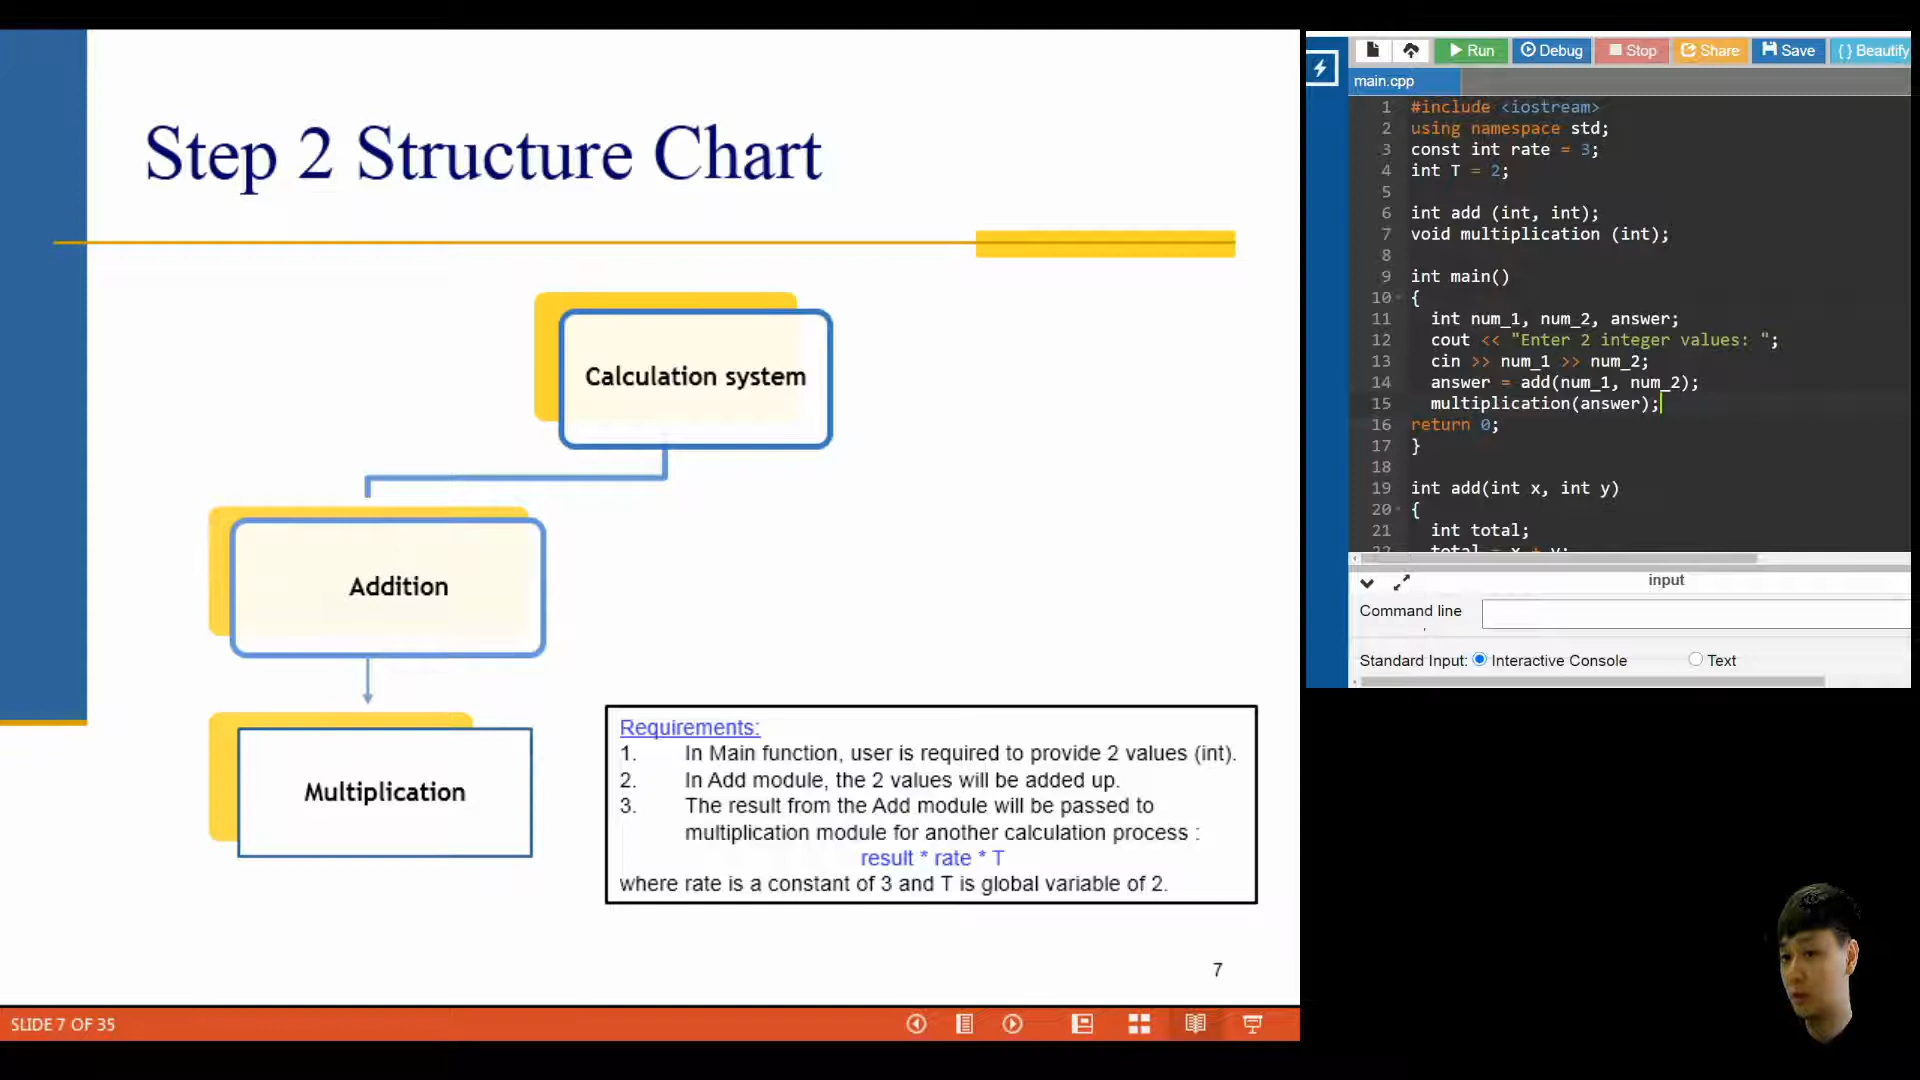 Step 2 Structure Chart
Calculation system
Addition
Multiplication
Requirements:
1. In Main function, user is required to provide 2 values (int).
2. In Add module, the 2 values will be added up.
3. The result from the Add module will be passed to
multiplication module for another calculation process :
result * rate * T
where rate is a constant of 3 and T is global variable of 2.
7
SLIDE 7 OF 35
Run Debug Stop Share Save {} Beautify
main.cpp
1 #include <iostream>
2 using namespace std;
3 const int rate = 3;
4 int T = 2;
5
6 int add (int, int);
7 void multiplication (int);
8
9 int main()
10 {
11 int num_1, num_2, answer;
12 cout << "Enter 2 integer values: ";
13 cin >> num_1 >> num_2;
14 answer = add(num_1, num_2);
15 multiplication(answer);
16 return 0;
17 }
18
19 int add(int x, int y)
20 {
21 int total;
22 total = x + y;
input
Command line
Standard Input: Interactive Console Text